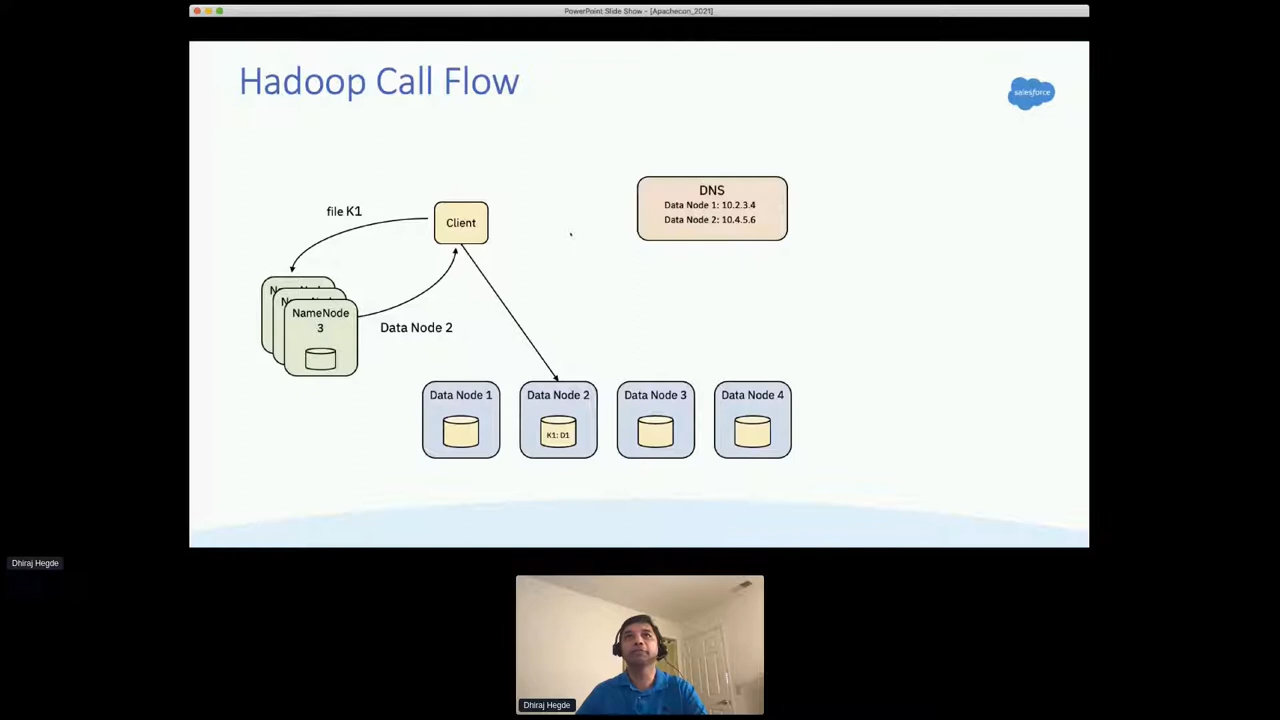 PowerPoint Slide Show - [Apachecon_2021]
Hadoop Call Flow
salesforce
DNS
Data Node 1: 10.2.3.4
Data Node 2: 10.4.5.6
file K1
Client
NameNode
3
Data Node 2
Data Node 1
Data Node 2
Data Node 3
Data Node 4
K1: D1
Dhiraj Hegde
Dhiraj Hegde